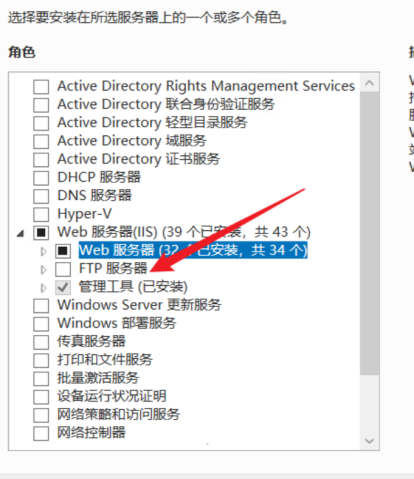 选择要安装在所选服务器上的一个或多个角色。
角色
Active Directory Rights Management Services
Active Directory 联合身份验证服务
Active Directory 轻型目录服务
Active Directory 域服务
Active Directory 证书服务
DHCP 服务器
DNS 服务器
Hyper-V
Web 服务器(IIS) (39 个已安装，共 43 个)
Web 服务器 (32 个已安装，共 34 个)
FTP 服务器
管理工具 (已安装)
Windows Server 更新服务
Windows 部署服务
传真服务器
打印和文件服务
批量激活服务
设备运行状况证明
网络策略和访问服务
网络控制器